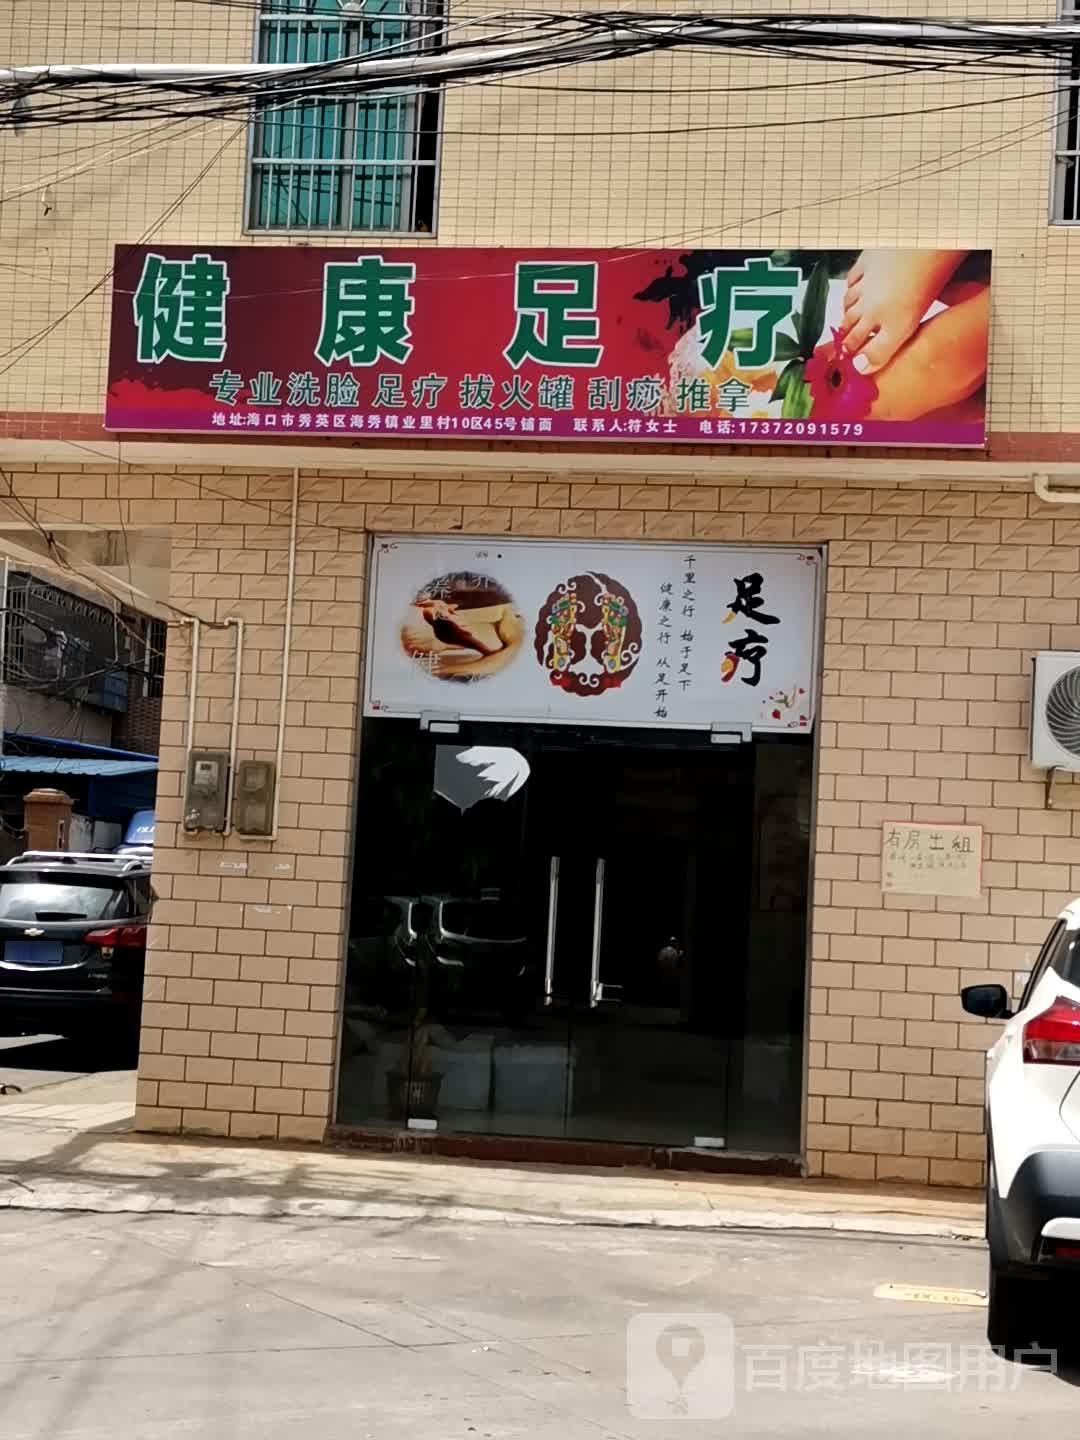 健康足疗
专业洗脸 足疗 拔火罐 刮痧 推拿
地址:海口市秀英区海秀镇业里村10区45号铺面 联系人:符女士 电话:17372091579
足疗
千里之行 始于足下
健康之行 从足开始
养
健
有房出租
百度地图用户